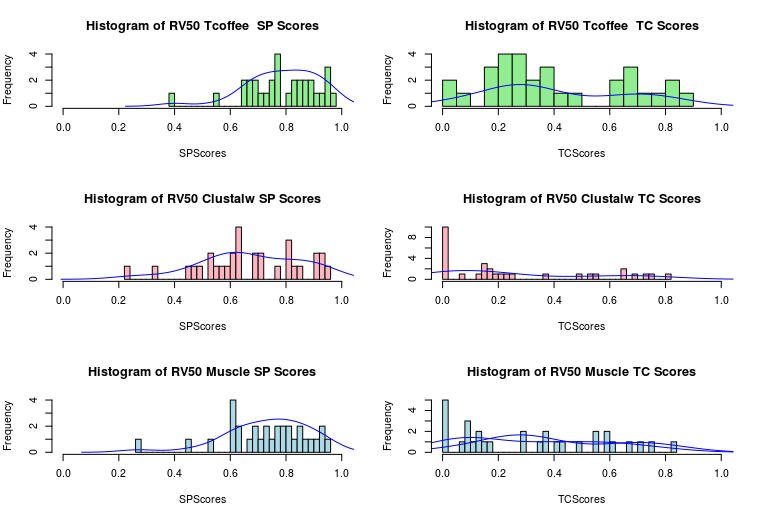 Histogram of RV50 Tcoffee  SP Scores
Frequency
4
2
0
0.0 0.2 0.4 0.6 0.8 1.0
SPScores
Histogram of RV50 Tcoffee  TC Scores
Frequency
4
2
0
0.0 0.2 0.4 0.6 0.8 1.0
TCScores
Histogram of RV50 Clustalw SP Scores
Frequency
4
2
0
0.0 0.2 0.4 0.6 0.8 1.0
SPScores
Histogram of RV50 Clustalw TC Scores
Frequency
8
4
2
0
0.0 0.2 0.4 0.6 0.8 1.0
TCScores
Histogram of RV50 Muscle SP Scores
Frequency
4
2
0
0.0 0.2 0.4 0.6 0.8 1.0
SPScores
Histogram of RV50 Muscle TC Scores
Frequency
4
2
1
0
0.0 0.2 0.4 0.6 0.8 1.0
TCScores